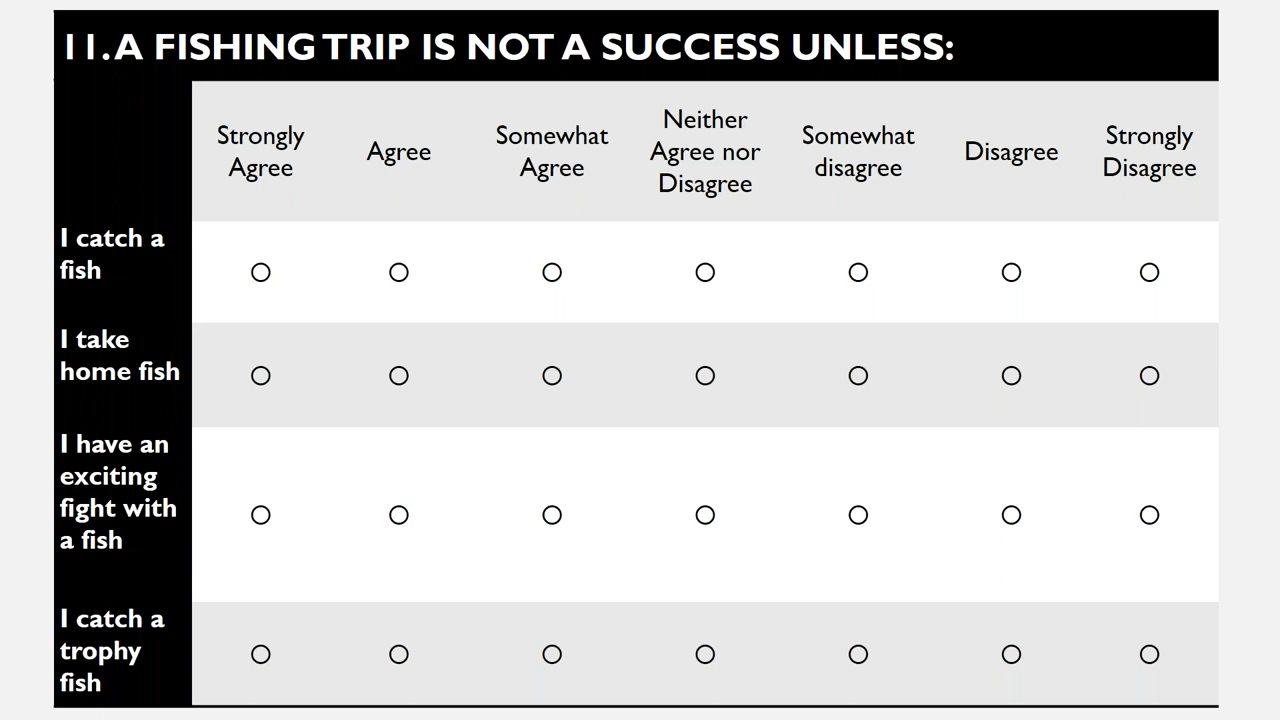 11. A FISHING TRIP IS NOT A SUCCESS UNLESS:
Strongly Agree
Agree
Somewhat Agree
Neither Agree nor Disagree
Somewhat disagree
Disagree
Strongly Disagree
I catch a
fish
I take
home fish
I have an
exciting
fight with
a fish
I catch a
trophy
fish